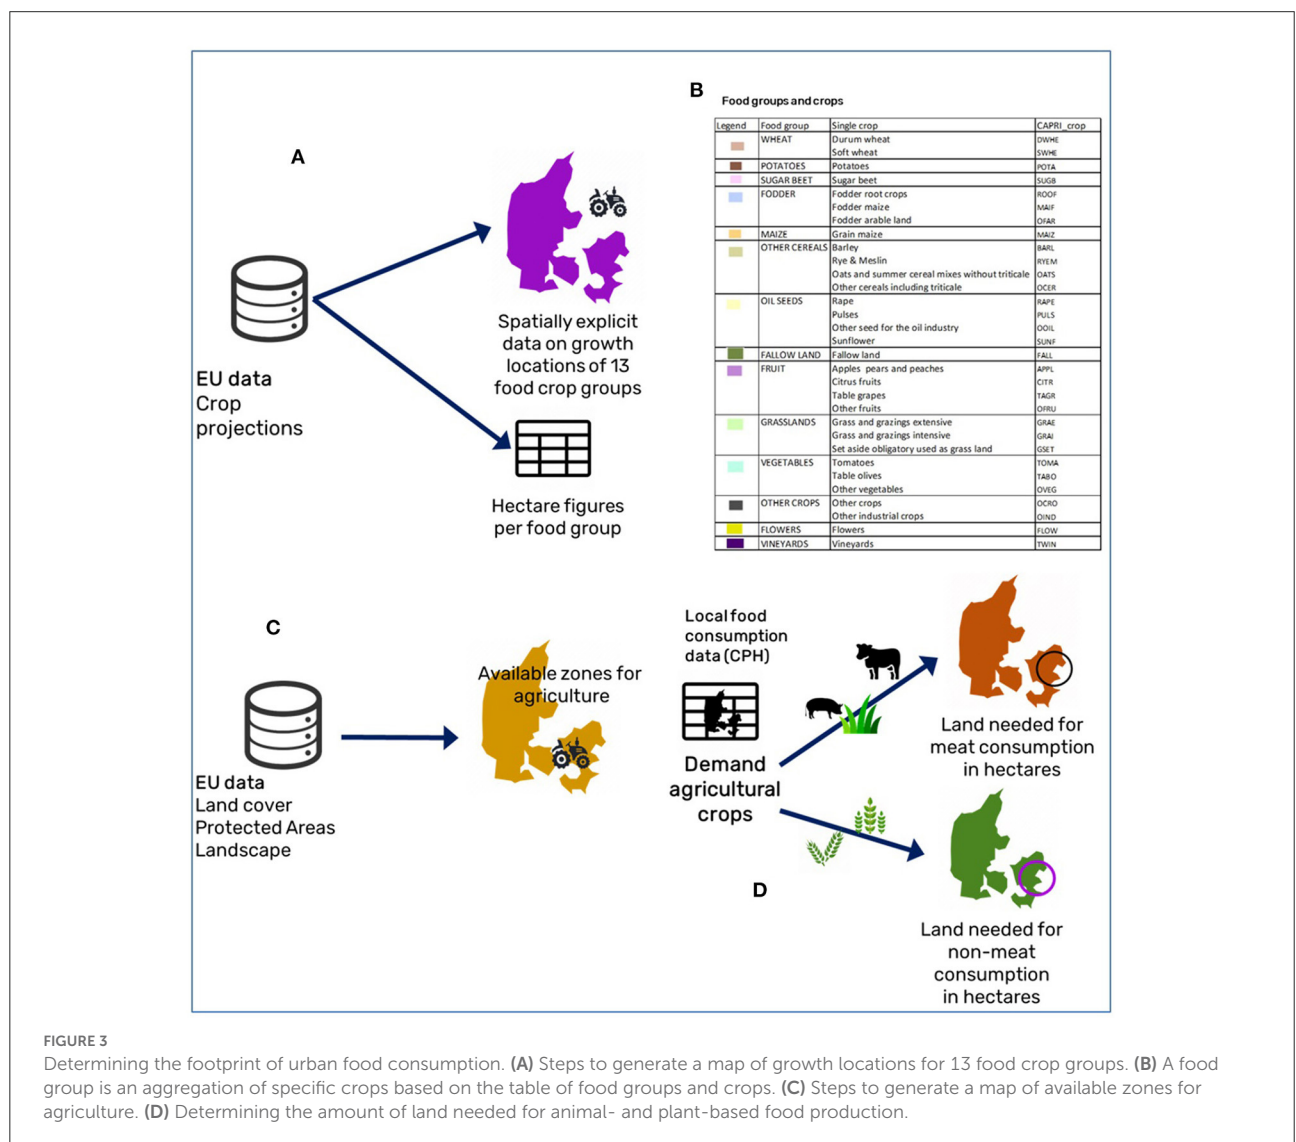 A
Spatially explicit
data on growth
locations of 13
food crop groups
EU data
Crop
projections
Hectare figures
per food group
B
Food groups and crops
Legend Food group Single crop CAPRI_crop
WHEAT Durum wheat DWHE
Soft wheat SWHE
POTATOES Potatoes POTA
SUGAR BEET Sugar beet SUGB
FODDER Fodder root crops ROOF
Fodder maize MAIF
Fodder arable land OFAR
MAIZE Grain maize MAIZ
OTHER CEREALS Barley BARL
Rye & Meslin RYEM
Oats and summer cereal mixes without triticale OATS
Other cereals including triticale OCER
OIL SEEDS Rape RAPE
Pulses PULS
Other seed for the oil industry OOIL
Sunflower SUNF
FALLOW LAND Fallow land FALL
FRUIT Apples pears and peaches APPL
Citrus fruits CITR
Table grapes TAGR
Other fruits OFRU
GRASSLANDS Grass and grazings extensive GRAE
Grass and grazings intensive GRAI
Set aside obligatory used as grass land GSET
VEGETABLES Tomatoes TOMA
Table olives TABO
Other vegetables OVEG
OTHER CROPS Other crops OCRO
Other industrial crops OIND
FLOWERS Flowers FLOW
VINEYARDS Vineyards TWIN
C
Available zones for
agriculture
EU data
Land cover
Protected Areas
Landscape
Local food
consumption
data (CPH)
Demand
agricultural
crops
Land needed for
meat consumption
in hectares
D
Land needed for
non-meat
consumption
in hectares
FIGURE 3
Determining the footprint of urban food consumption. (A) Steps to generate a map of growth locations for 13 food crop groups. (B) A food
group is an aggregation of specific crops based on the table of food groups and crops. (C) Steps to generate a map of available zones for
agriculture. (D) Determining the amount of land needed for animal- and plant-based food production.